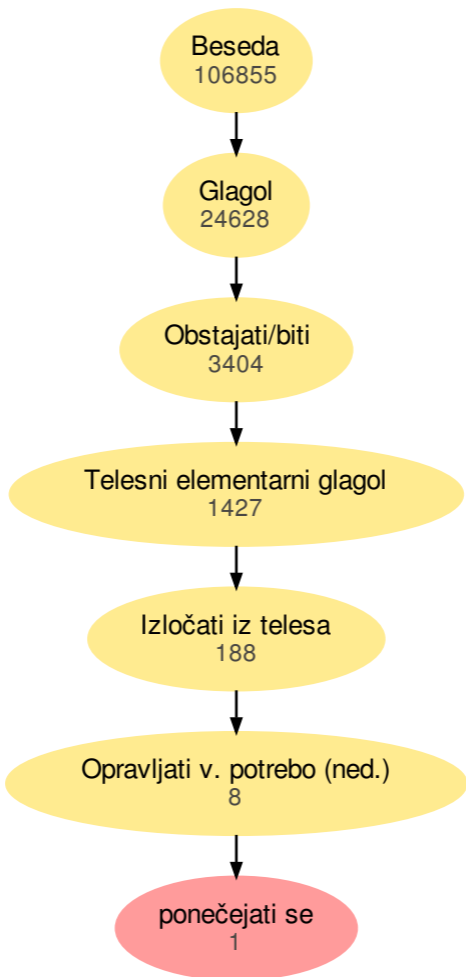 Beseda
106855
Glagol
24628
Obstajati/biti
3404
Telesni elementarni glagol
1427
Izločati iz telesa
188
Opravljati v. potrebo (ned.)
8
ponečejati se
1